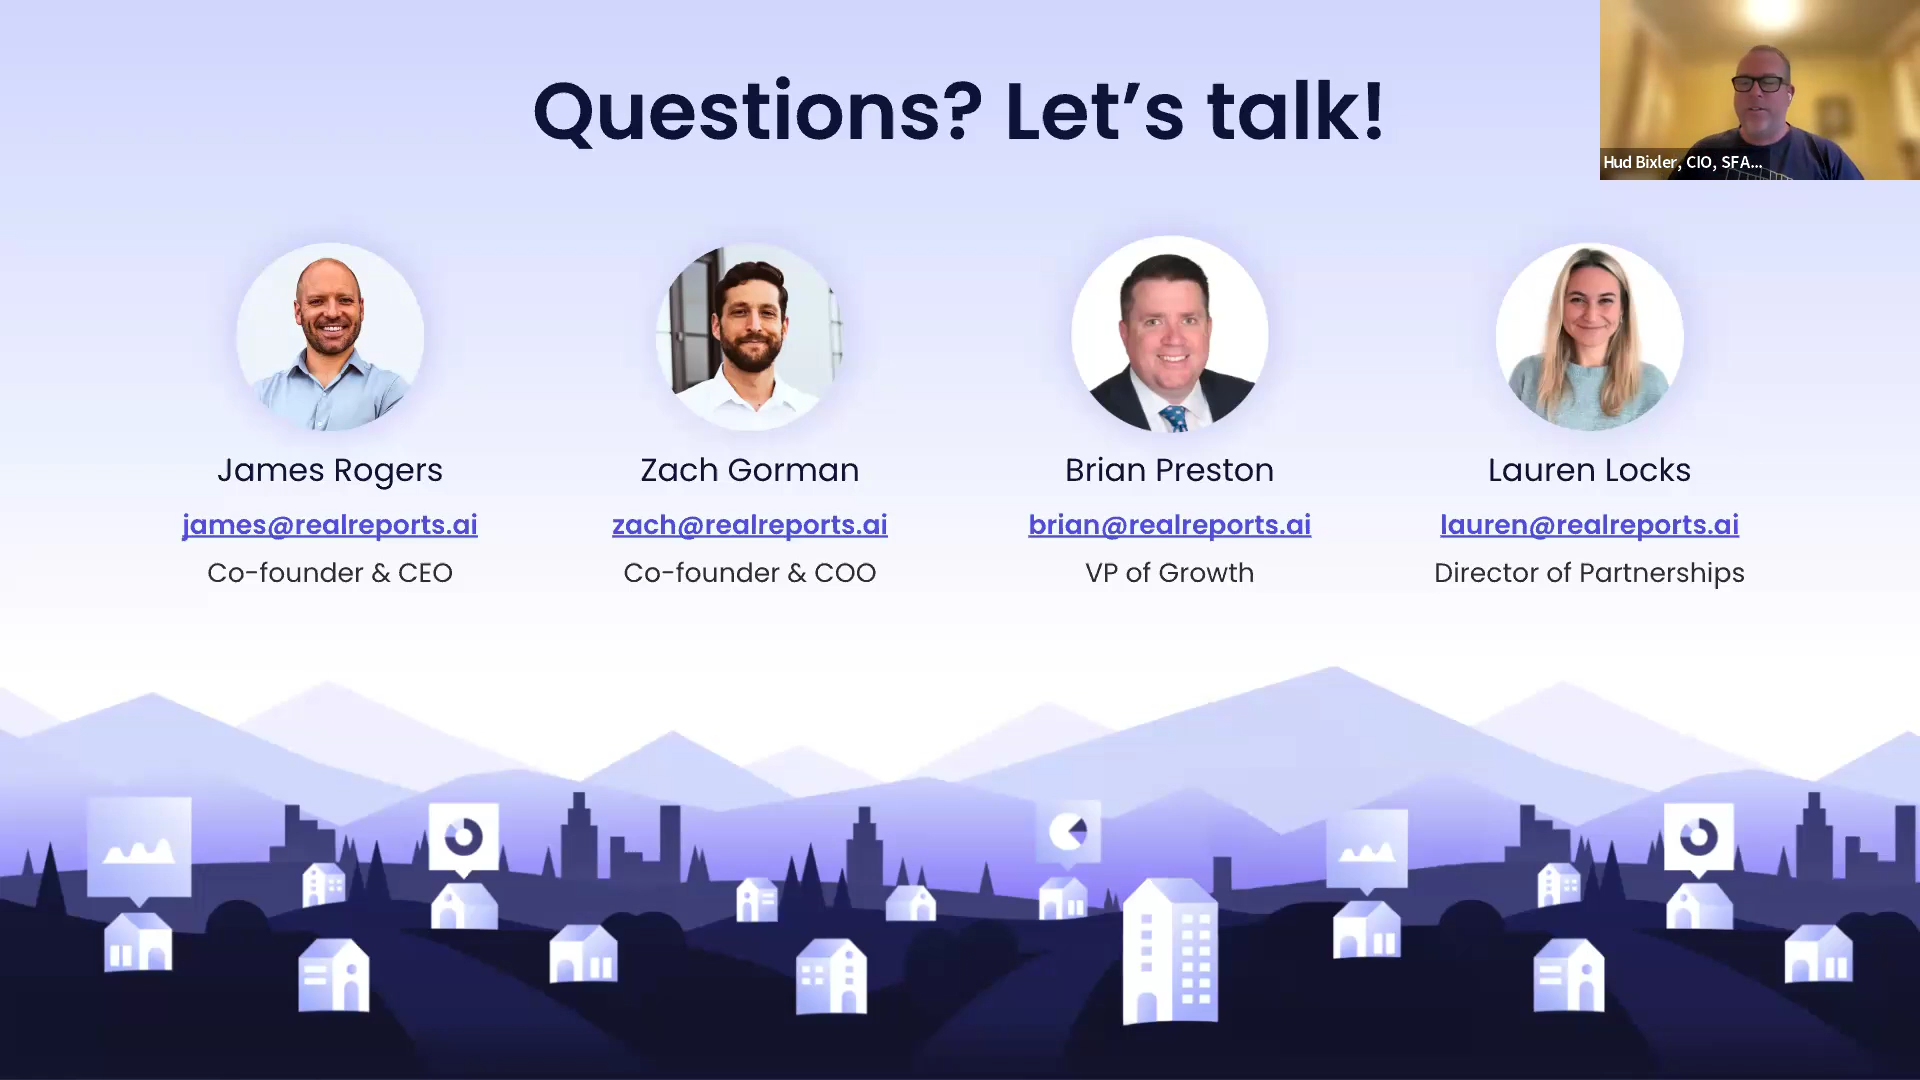 Questions? Let’s talk!
Hud Bixler, CIO, SFA...
James Rogers
james@realreports.ai
Co-founder & CEO
Zach Gorman
zach@realreports.ai
Co-founder & COO
Brian Preston
brian@realreports.ai
VP of Growth
Lauren Locks
lauren@realreports.ai
Director of Partnerships